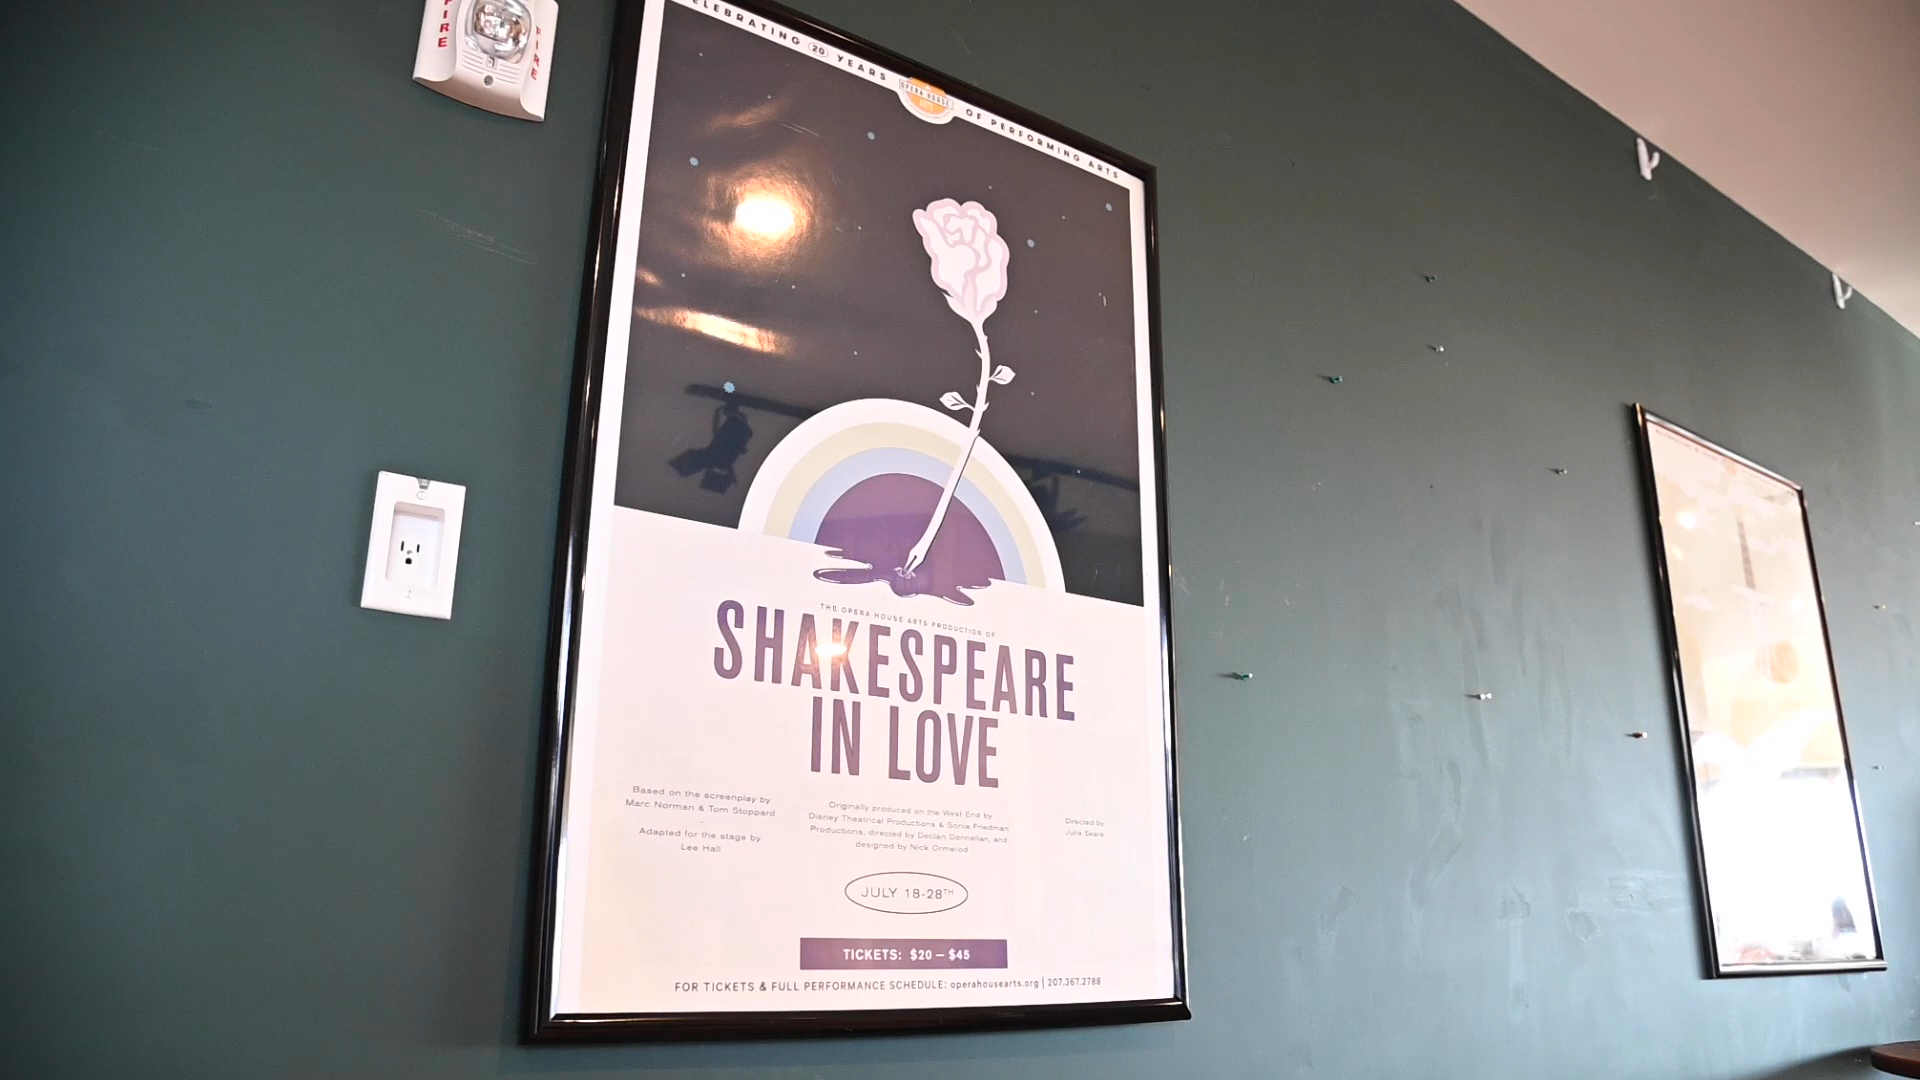 FIRE
FIRE
CELEBRATING 20 YEARS OF PERFORMING ARTS
OPERA HOUSE
ARTS
THE OPERA HOUSE ARTS PRODUCTION OF
SHAKESPEARE
IN LOVE
Based on the screenplay by
Marc Norman & Tom Stoppard
-
Adapted for the stage by
Lee Hall
Originally produced on the West End by
Disney Theatrical Productions & Sonia Friedman
Productions, directed by Declan Donnellan, and
designed by Nick Ormerod
Directed by
Julia Sears
JULY 18-28TH
TICKETS: $20 – $45
FOR TICKETS & FULL PERFORMANCE SCHEDULE: operahousearts.org | 207.367.2788